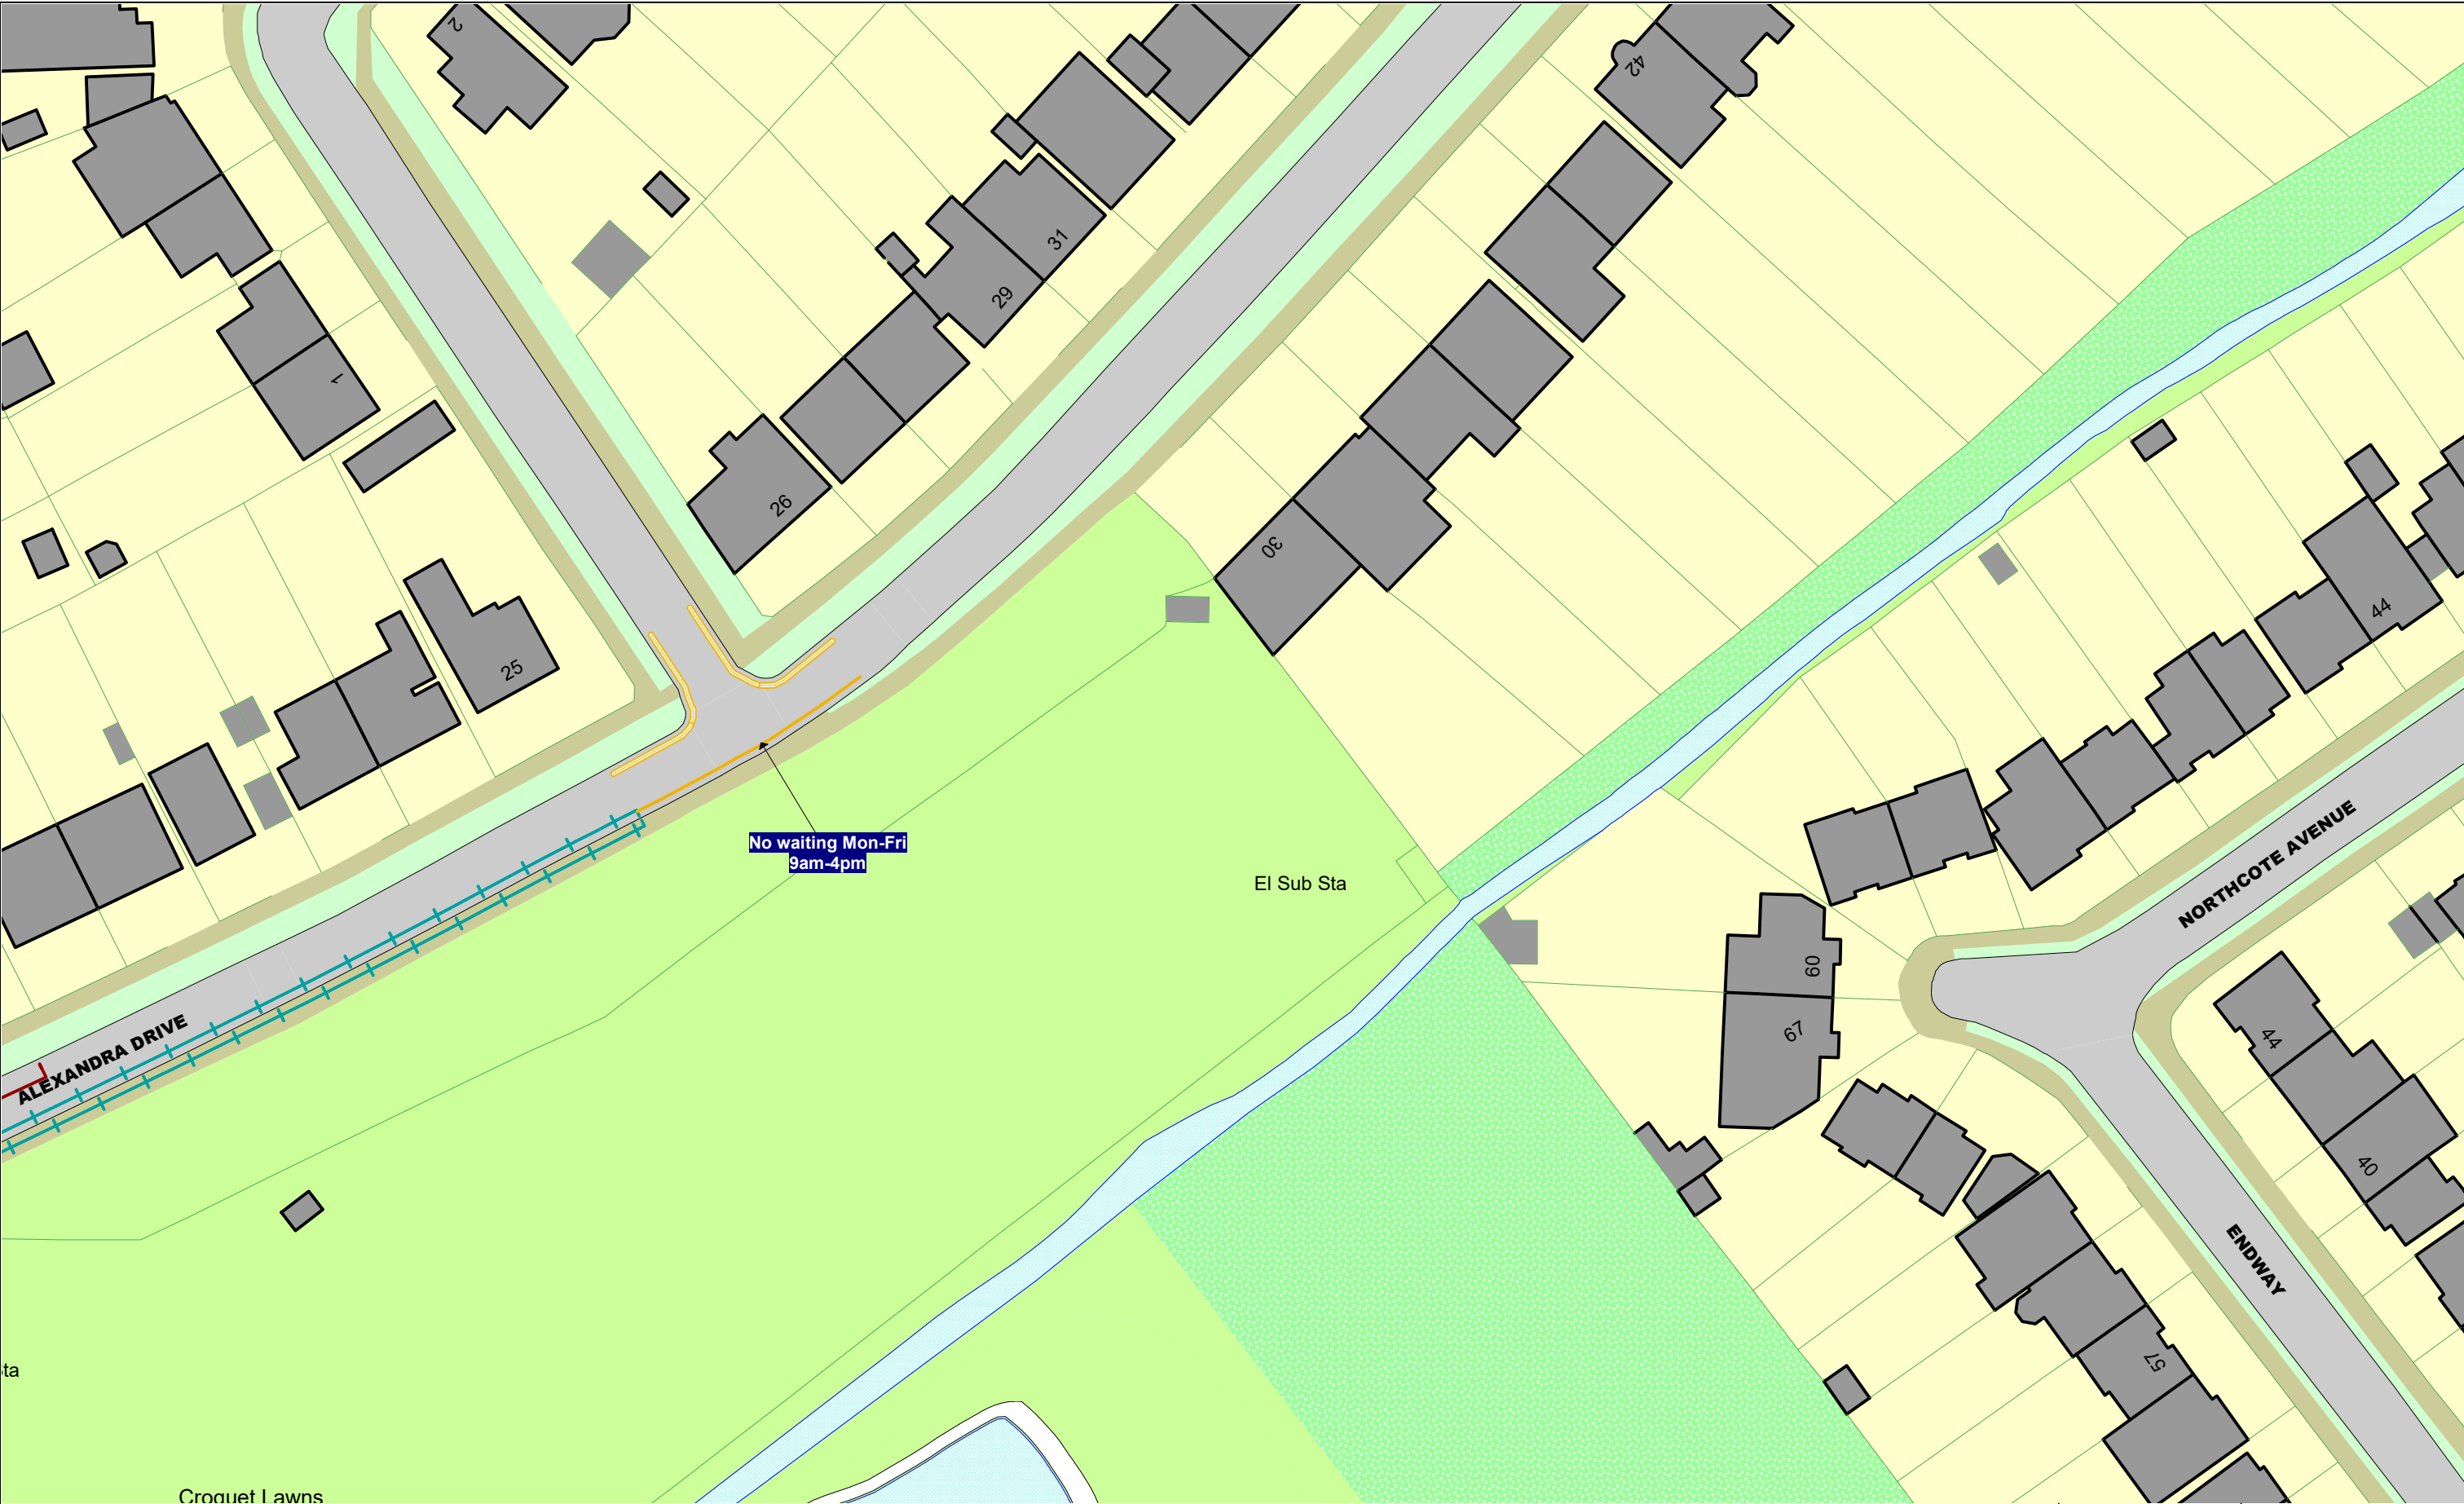 2
42
1
31
29
26
30
25
44
No waiting Mon-Fri
9am-4pm
El Sub Sta
NORTHCOTE AVENUE
60
67
44
ALEXANDRA DRIVE
40
ENDWAY
57
ta
Croquet Lawns